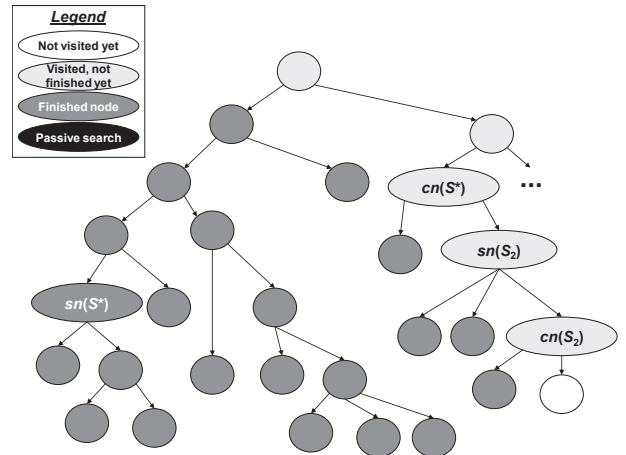 Legend
Not visited yet
Visited, not
finished yet
Finished node
Passive search
cn(S*)
...
sn(S₂)
sn(S*)
cn(S₂)